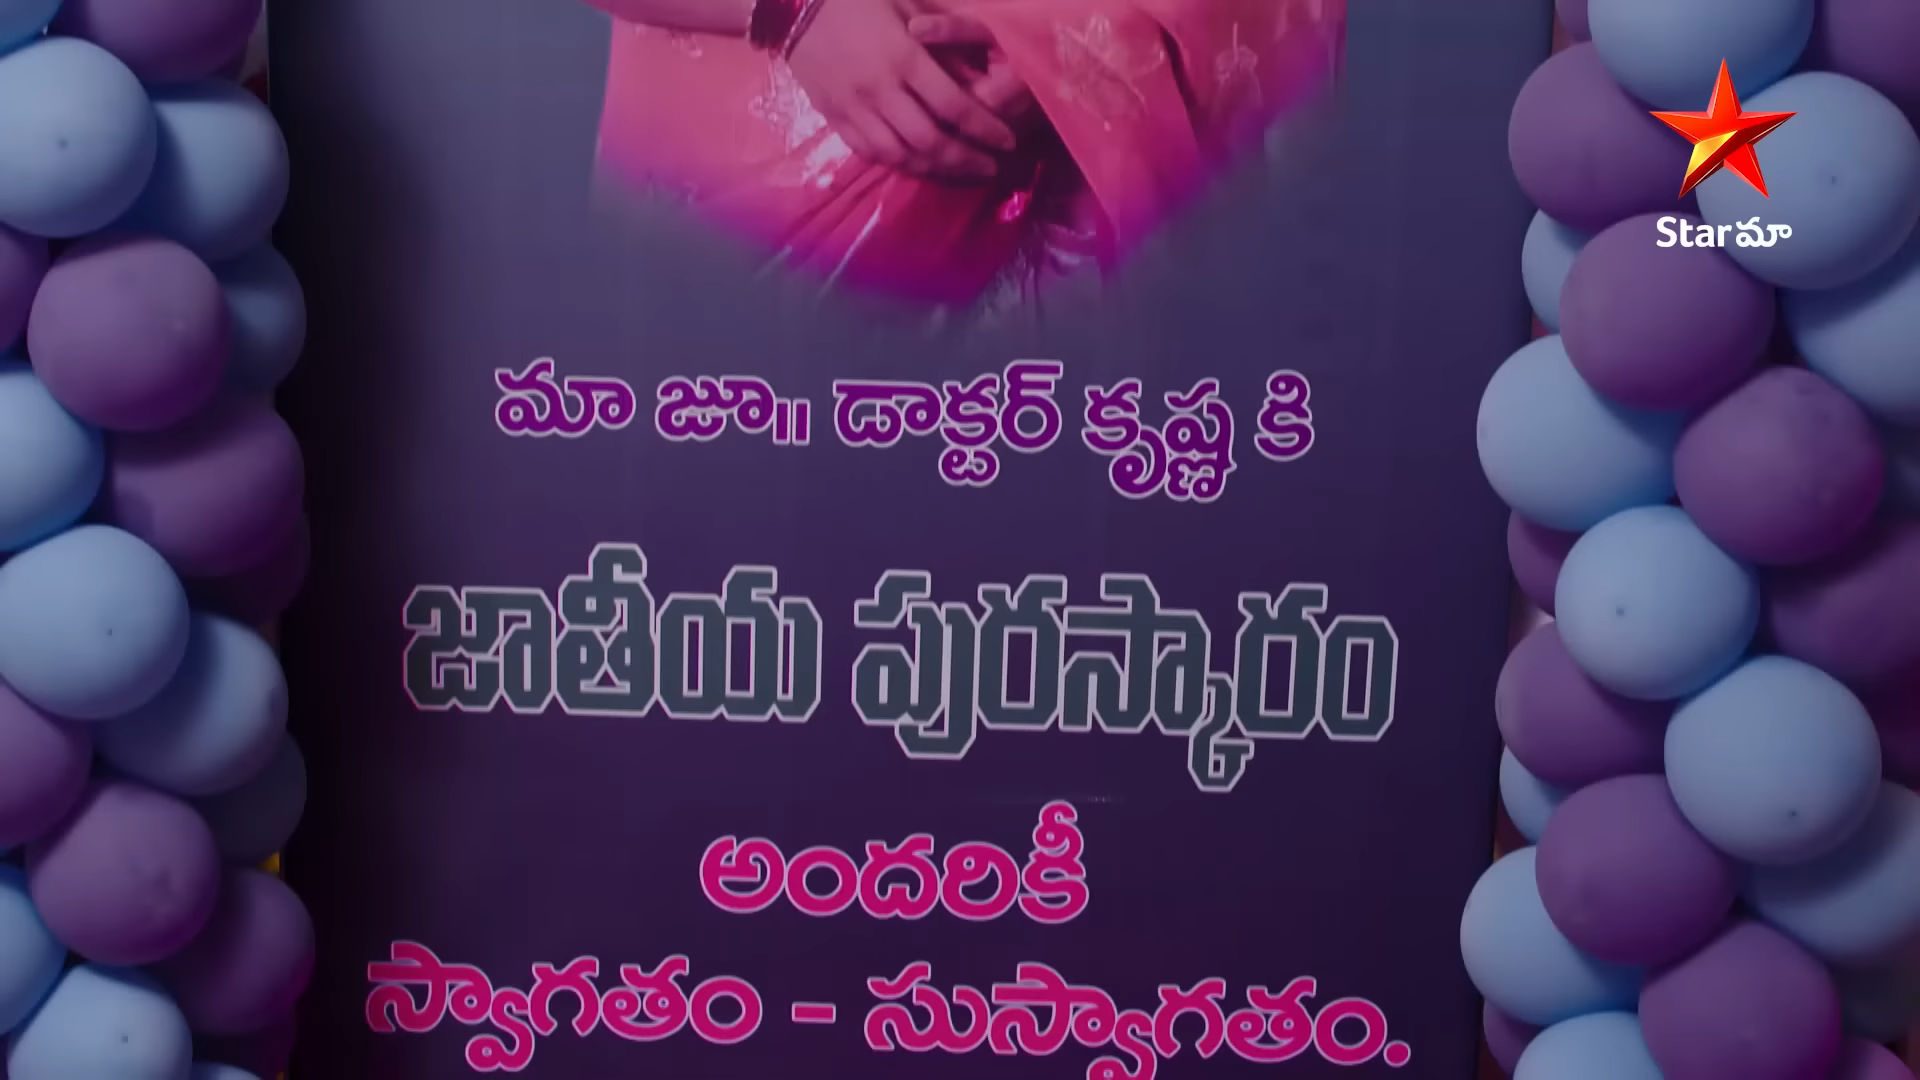 Starమా
మా జూ॥ డాక్టర్ కృష్ణ కి
జాతీయ పురస్కారం
అందరికీ
స్వాగతం - సుస్వాగతం.